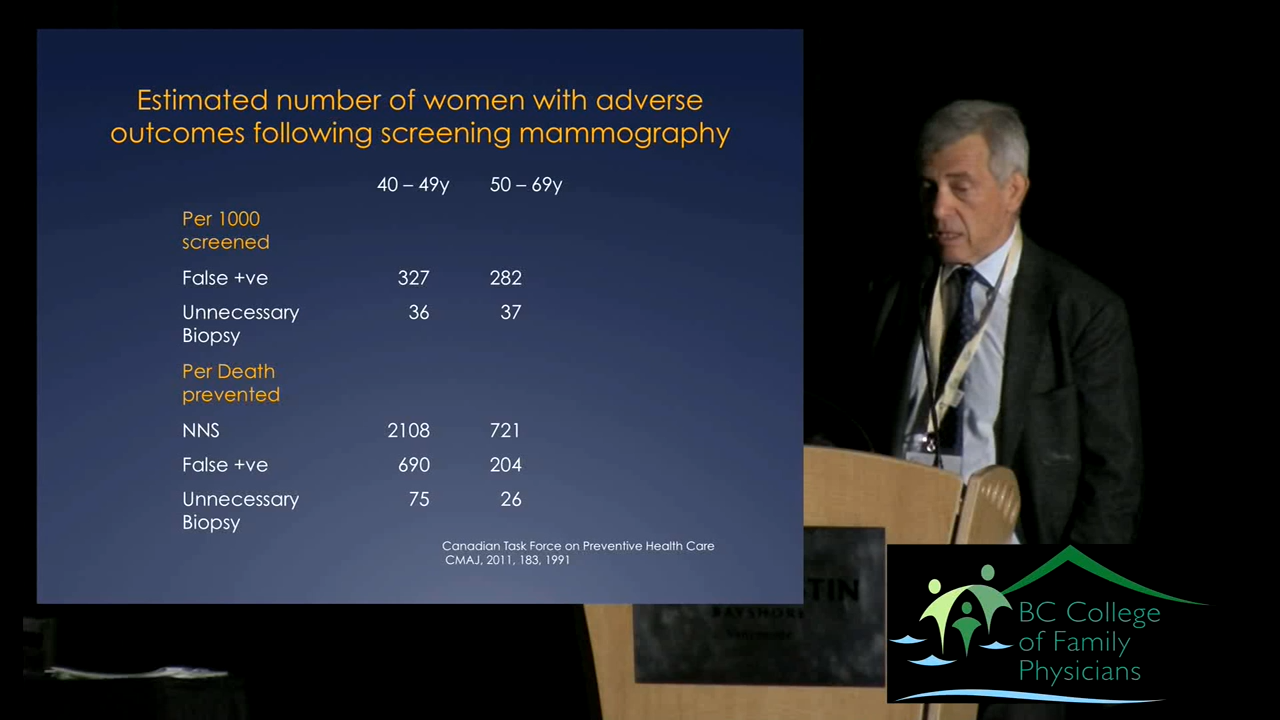 Estimated number of women with adverse
outcomes following screening mammography
40 – 49y 50 – 69y
Per 1000
screened
False +ve 327 282
Unnecessary 36 37
Biopsy
Per Death
prevented
NNS 2108 721
False +ve 690 204
Unnecessary 75 26
Biopsy
Canadian Task Force on Preventive Health Care
CMAJ, 2011, 183, 1991
TIN
BAYSHORE
BC College
of Family
Physicians